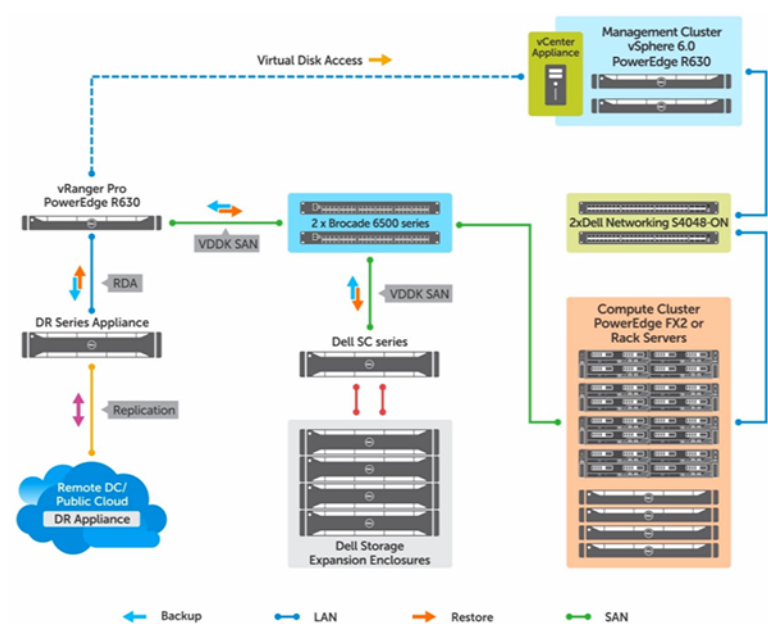 Management Cluster
vSphere 6.0
PowerEdge R630
vCenter
Appliance
Virtual Disk Access
vRanger Pro
PowerEdge R630
VDDK SAN
2 x Brocade 6500 series
2xDell Networking S4048-ON
RDA
VDDK SAN
DR Series Appliance
Dell SC series
Compute Cluster
PowerEdge FX2 or
Rack Servers
Replication
Remote DC/
Public Cloud
DR Appliance
Dell Storage
Expansion Enclosures
Backup
LAN
Restore
SAN